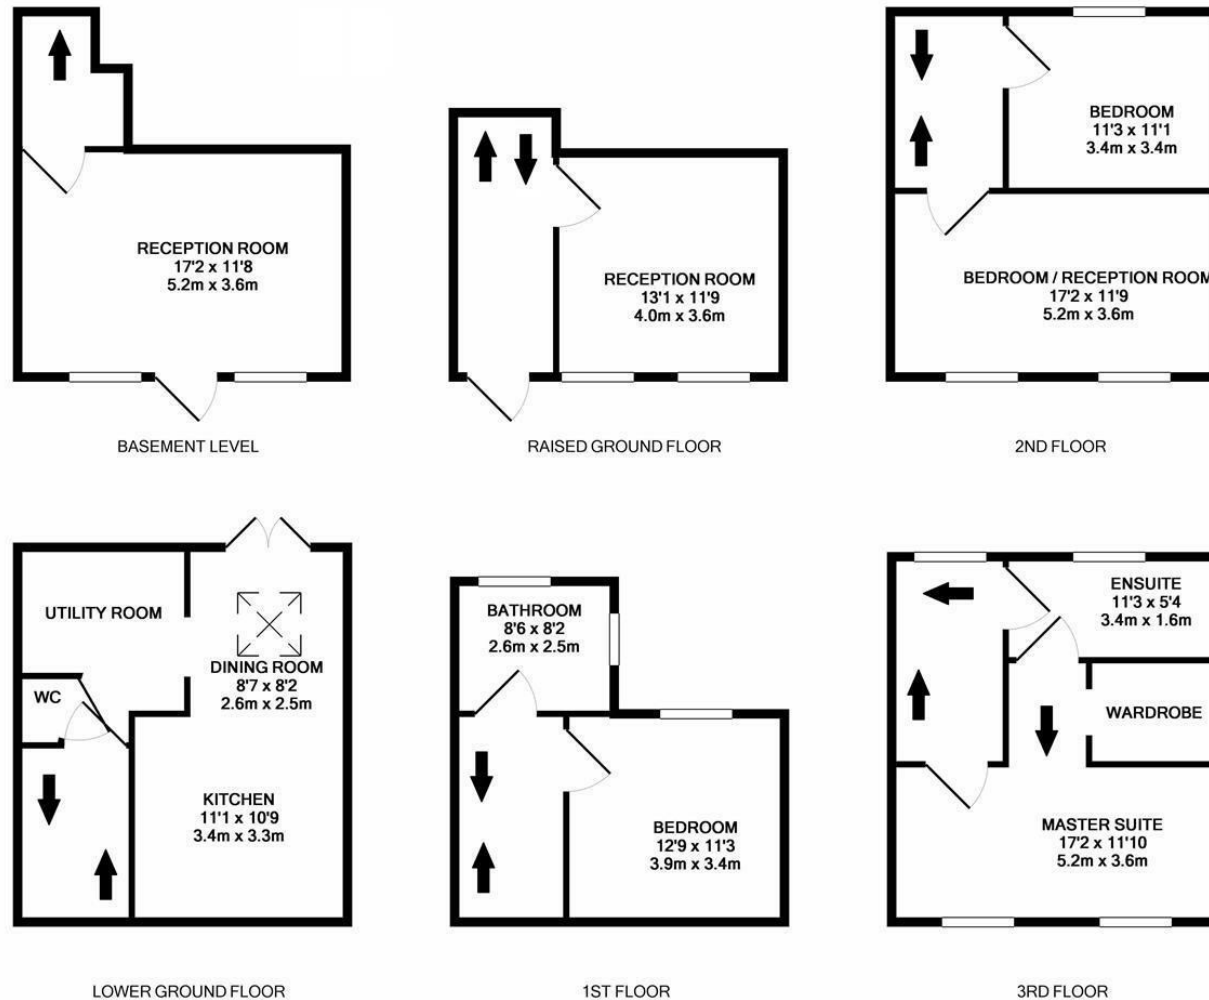 RECEPTION ROOM
17'2 x 11'8
5.2m x 3.6m
BASEMENT LEVEL
RECEPTION ROOM
13'1 x 11'9
4.0m x 3.6m
RAISED GROUND FLOOR
BEDROOM
11'3 x 11'1
3.4m x 3.4m
BEDROOM / RECEPTION ROOM
17'2 x 11'9
5.2m x 3.6m
2ND FLOOR
UTILITY ROOM
WC
DINING ROOM
8'7 x 8'2
2.6m x 2.5m
KITCHEN
11'1 x 10'9
3.4m x 3.3m
LOWER GROUND FLOOR
BATHROOM
8'6 x 8'2
2.6m x 2.5m
BEDROOM
12'9 x 11'3
3.9m x 3.4m
1ST FLOOR
ENSUITE
11'3 x 5'4
3.4m x 1.6m
WARDROBE
MASTER SUITE
17'2 x 11'10
5.2m x 3.6m
3RD FLOOR